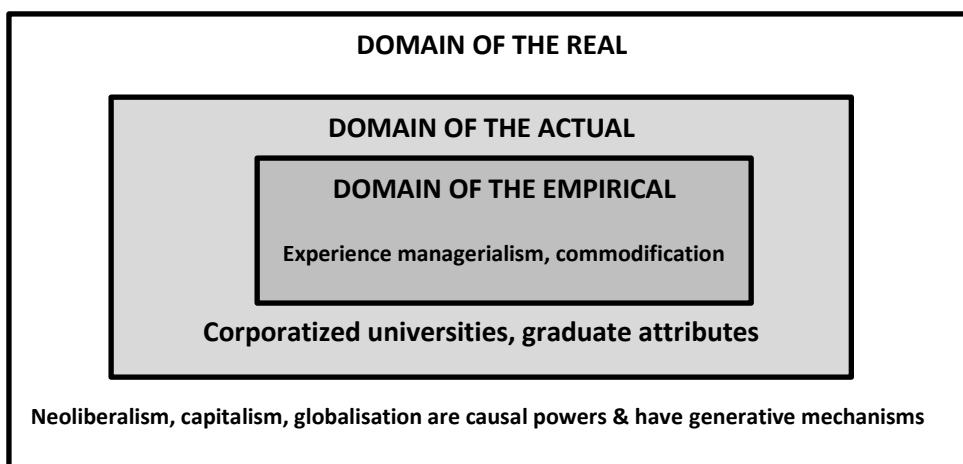 DOMAIN OF THE REAL
DOMAIN OF THE ACTUAL
DOMAIN OF THE EMPIRICAL
Experience managerialism, commodification
Corporatized universities, graduate attributes
Neoliberalism, capitalism, globalisation are causal powers & have generative mechanisms